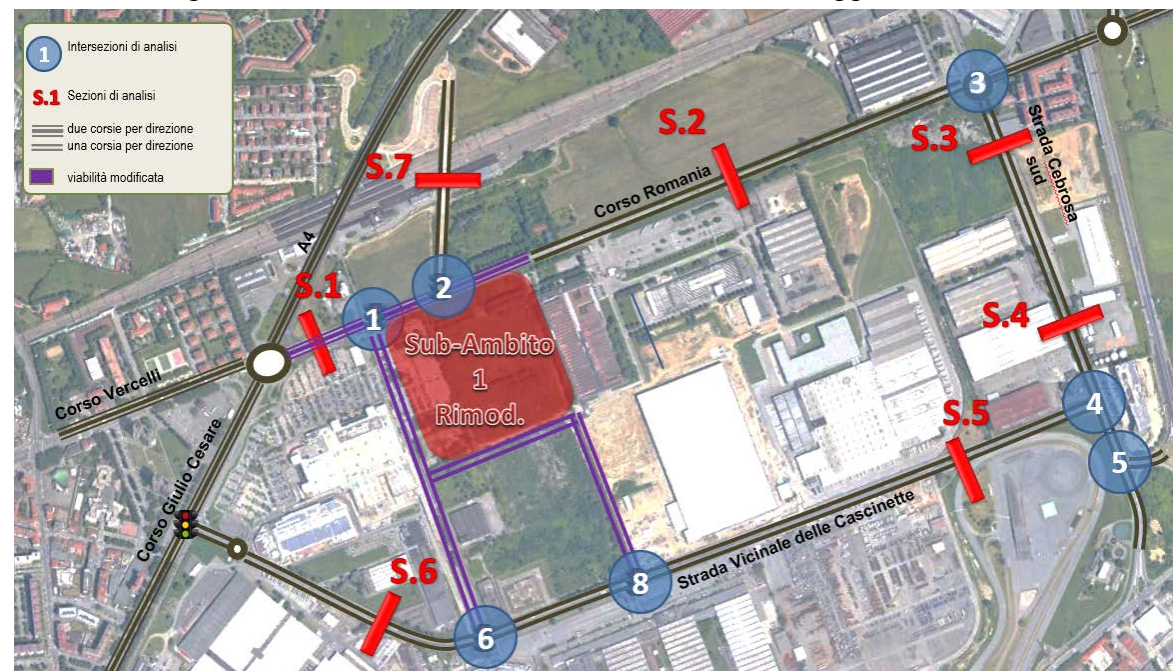 1 Intersezioni di analisi
S.1 Sezioni di analisi
due corsie per direzione
una corsia per direzione
viabilità modificata
3
S.2
S.3
Strada Cebrosa
sud
S.7
Corso Romania
A4
S.1
2
1
Sub-Ambito
1
Rimod.
S.4
Corso Vercelli
4
S.5
5
Corso Giulio Cesare
Strada Vicinale delle Cascinette
S.6
8
6